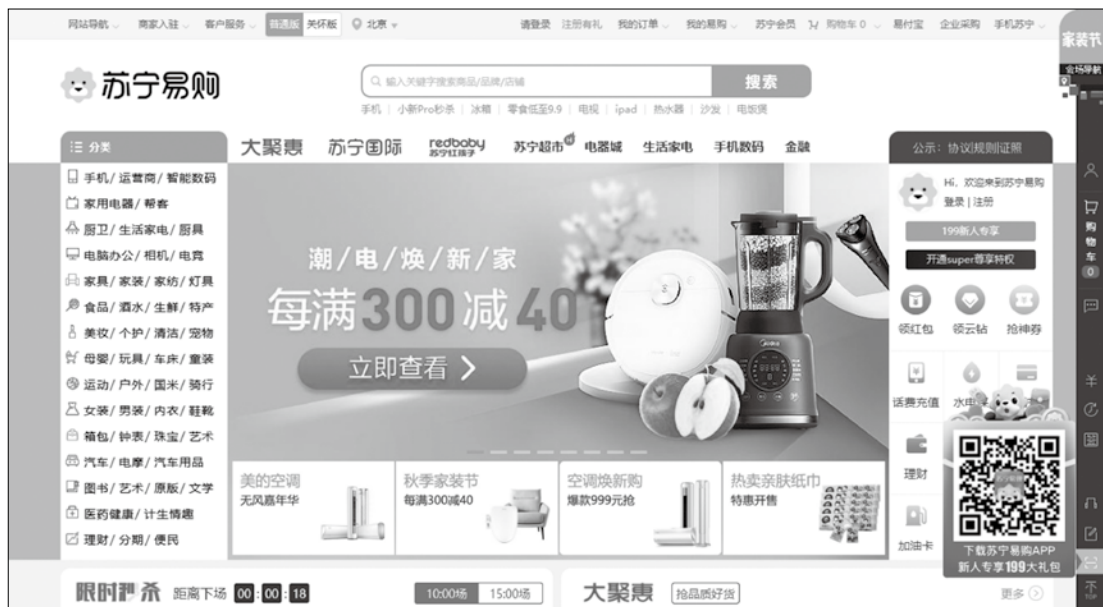 网站导航 商家入驻 客户服务 普通版 关怀版 北京 请登录 注册有礼 我的订单 我的易购 苏宁会员 购物车 0 易付宝 企业采购 手机苏宁
家装节
会场导航
苏宁易购
输入关键字搜索商品/品牌/店铺 搜索
手机 | 小新Pro秒杀 | 冰箱 | 零食低至9.9 | 电视 | ipad | 热水器 | 沙发 | 电饭煲
分类 大聚惠 苏宁国际 redbaby 苏宁红孩子 苏宁超市 电器城 生活家电 手机数码 金融 公示：协议|规则|证照
手机/ 运营商/ 智能数码
家用电器/ 帮客
厨卫/ 生活家电/ 厨具
电脑办公/ 相机/ 电竞
家具/ 家装/ 家纺/ 灯具
食品/ 酒水/ 生鲜/ 特产
美妆/ 个护/ 清洁/ 宠物
母婴/ 玩具/ 车床/ 童装
运动/ 户外/ 国米/ 骑行
女装/ 男装/ 内衣/ 鞋靴
箱包/ 钟表/ 珠宝/ 艺术
汽车/ 电摩/ 汽车用品
图书/ 艺术/ 原版/ 文学
医药健康/ 计生情趣
理财/ 分期/ 便民
潮/电/焕/新/家
每满300减40
立即查看
Midea
Hi，欢迎来到苏宁易购
登录 | 注册
199新人专享
开通super尊享特权
领红包 领云钻 抢神券
话费充值 水电
理财
加油卡
购物车
0
下载苏宁易购APP
新人专享199大礼包
TOP
美的空调
无风嘉年华
秋季家装节
每满300减40
空调焕新购
爆款999元抢
热卖亲肤纸巾
特惠开售
限时秒杀 距离下场 00:00:18 10:00场 15:00场
大聚惠 抢品质好货 更多